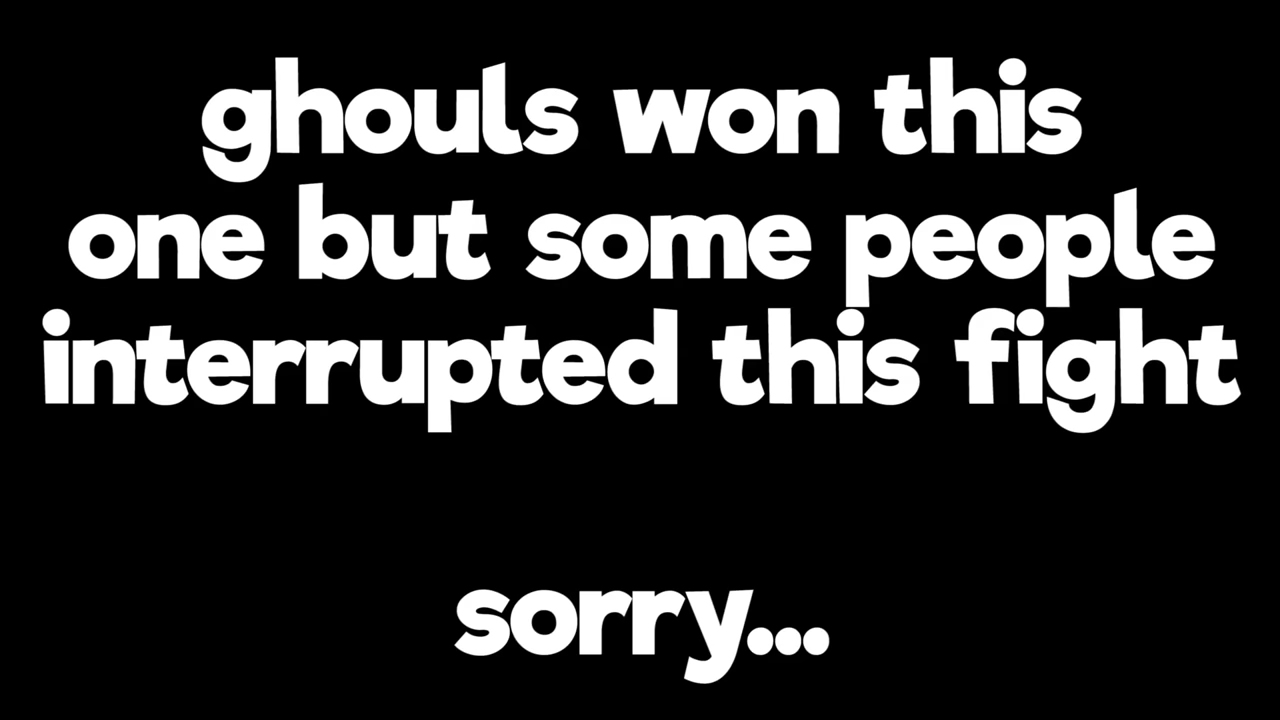 ghouls won this
one but some people
interrupted this fight
sorry...